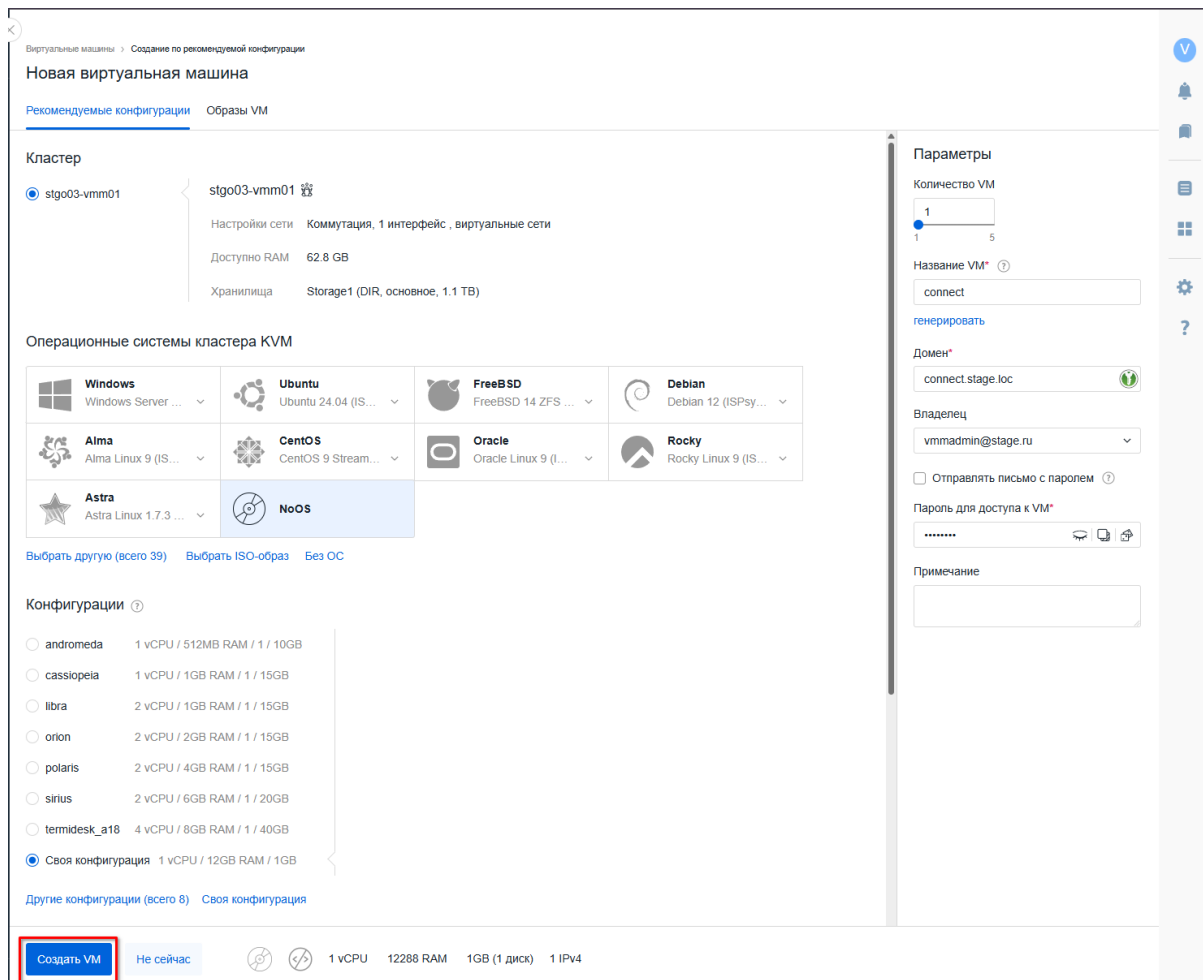 Виртуальные машины > Создание по рекомендуемой конфигурации
Новая виртуальная машина
Рекомендуемые конфигурации Образы VM
Кластер
stgo03-vmm01
stgo03-vmm01
Настройки сети Коммутация, 1 интерфейс , виртуальные сети
Доступно RAM 62.8 GB
Хранилища Storage1 (DIR, основное, 1.1 TB)
Операционные системы кластера KVM
Windows
Windows Server ...
Ubuntu
Ubuntu 24.04 (IS...
FreeBSD
FreeBSD 14 ZFS ...
Debian
Debian 12 (ISPsy...
Alma
Alma Linux 9 (IS...
CentOS
CentOS 9 Stream...
Oracle
Oracle Linux 9 (I...
Rocky
Rocky Linux 9 (IS...
Astra
Astra Linux 1.7.3 ...
NoOS
Выбрать другую (всего 39) Выбрать ISO-образ Без ОС
Конфигурации ?
andromeda 1 vCPU / 512MB RAM / 1 / 10GB
cassiopeia 1 vCPU / 1GB RAM / 1 / 15GB
libra 2 vCPU / 1GB RAM / 1 / 15GB
orion 2 vCPU / 2GB RAM / 1 / 15GB
polaris 2 vCPU / 4GB RAM / 1 / 15GB
sirius 2 vCPU / 6GB RAM / 1 / 20GB
termidesk_a18 4 vCPU / 8GB RAM / 1 / 40GB
Своя конфигурация 1 vCPU / 12GB RAM / 1GB
Другие конфигурации (всего 8) Своя конфигурация
Создать VM Не сейчас 1 vCPU 12288 RAM 1GB (1 диск) 1 IPv4
Параметры
Количество VM
1
1 5
Название VM* ?
connect
генерировать
Домен*
connect.stage.loc
Владелец
vmmadmin@stage.ru
Отправлять письмо с паролем ?
Пароль для доступа к VM*
••••••••
Примечание
V
?